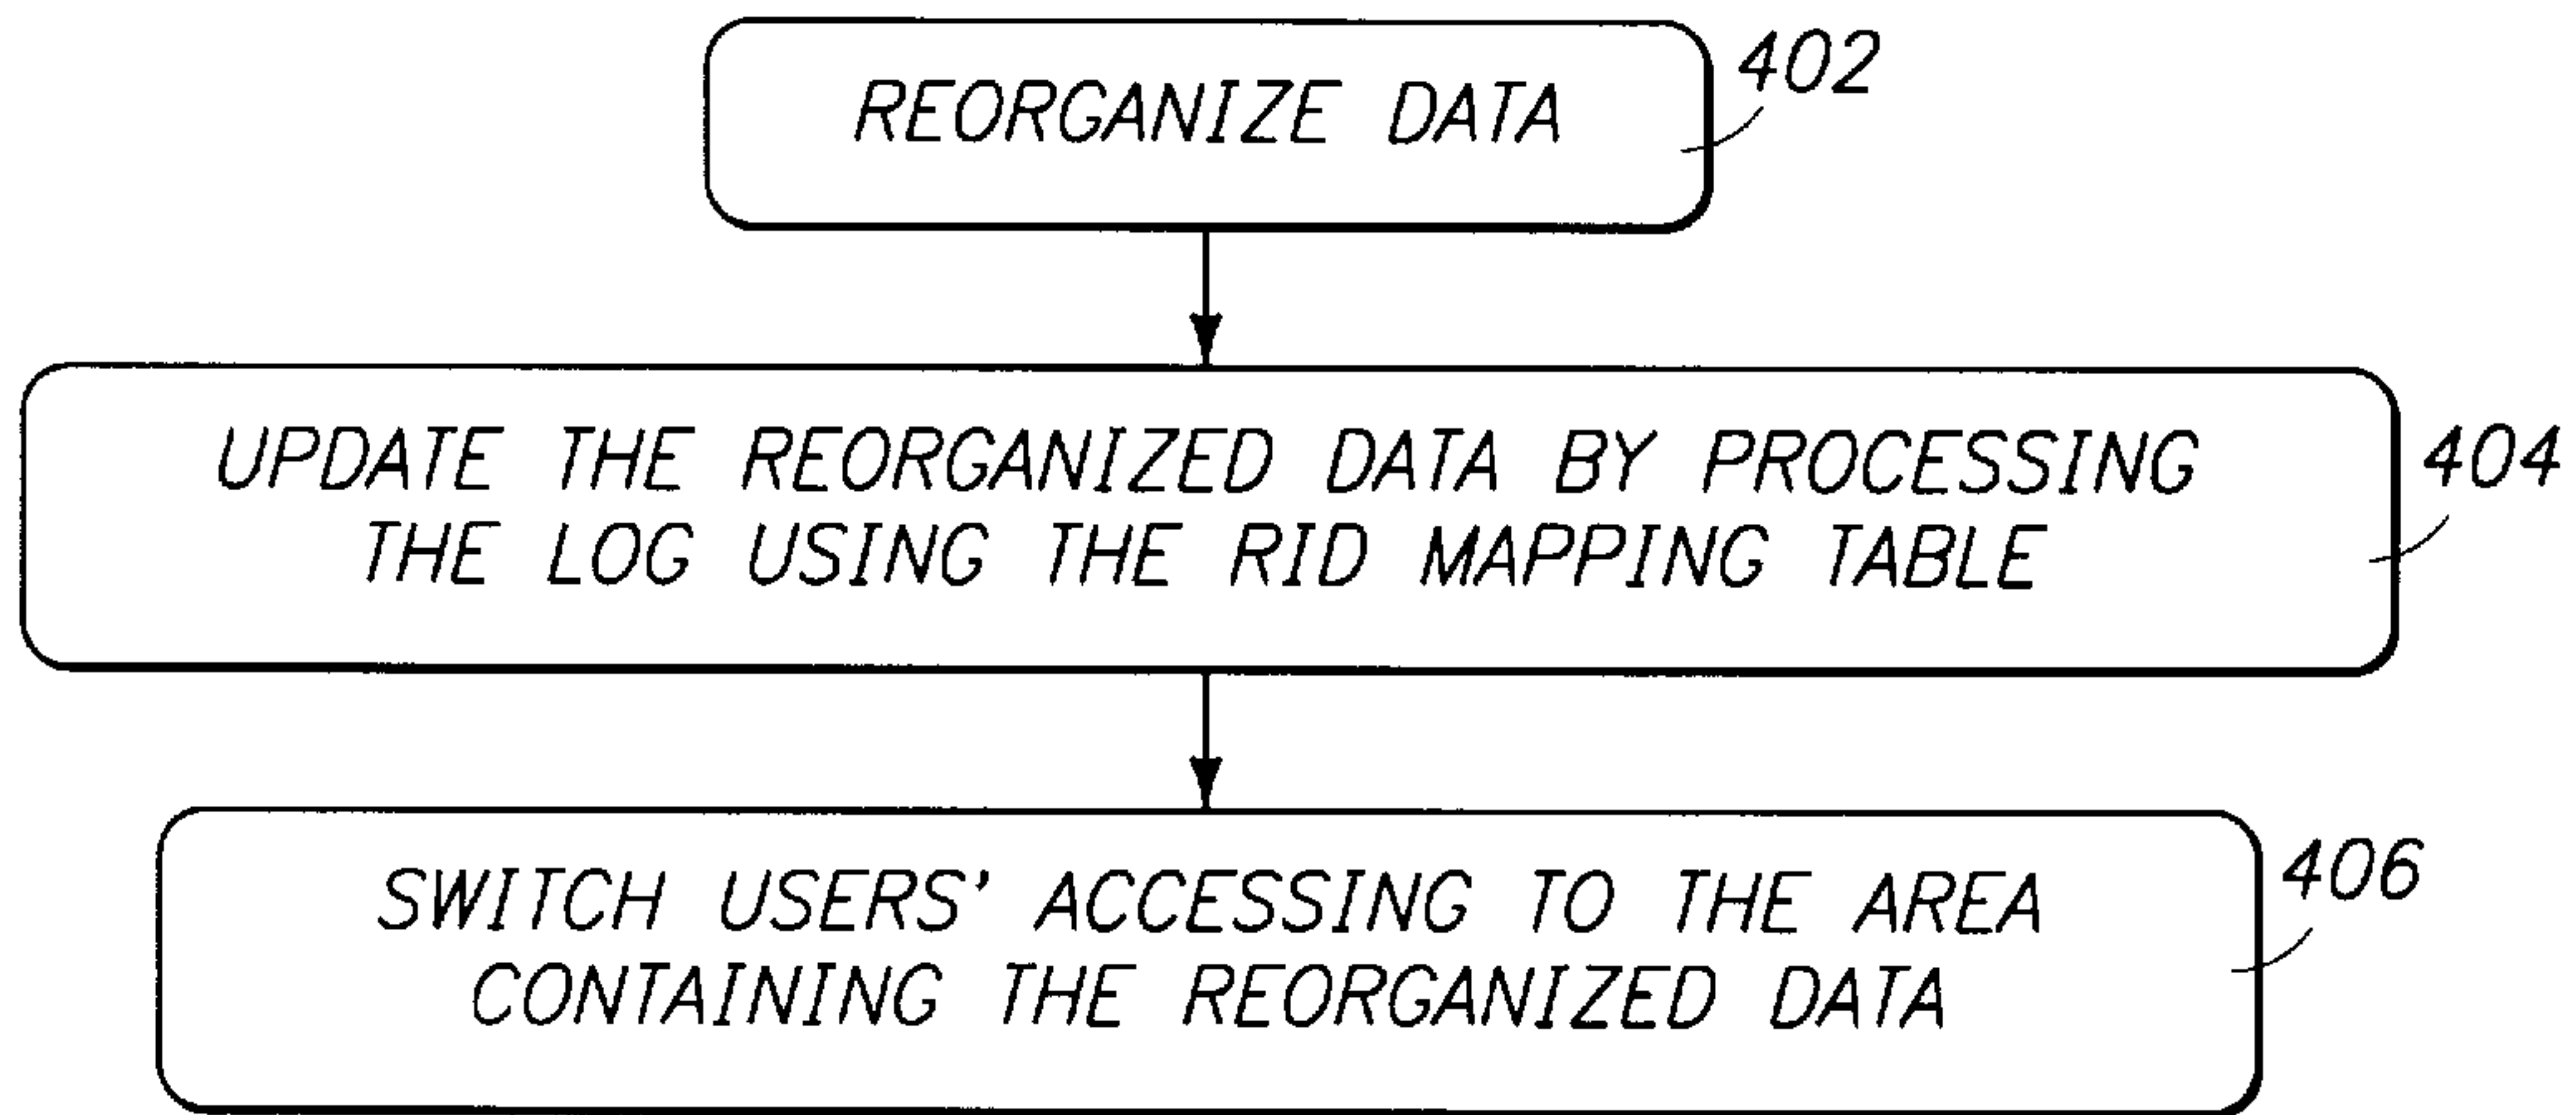 REORGANIZE DATA
402
UPDATE THE REORGANIZED DATA BY PROCESSING
THE LOG USING THE RID MAPPING TABLE
404
SWITCH USERS' ACCESSING TO THE AREA
CONTAINING THE REORGANIZED DATA
406